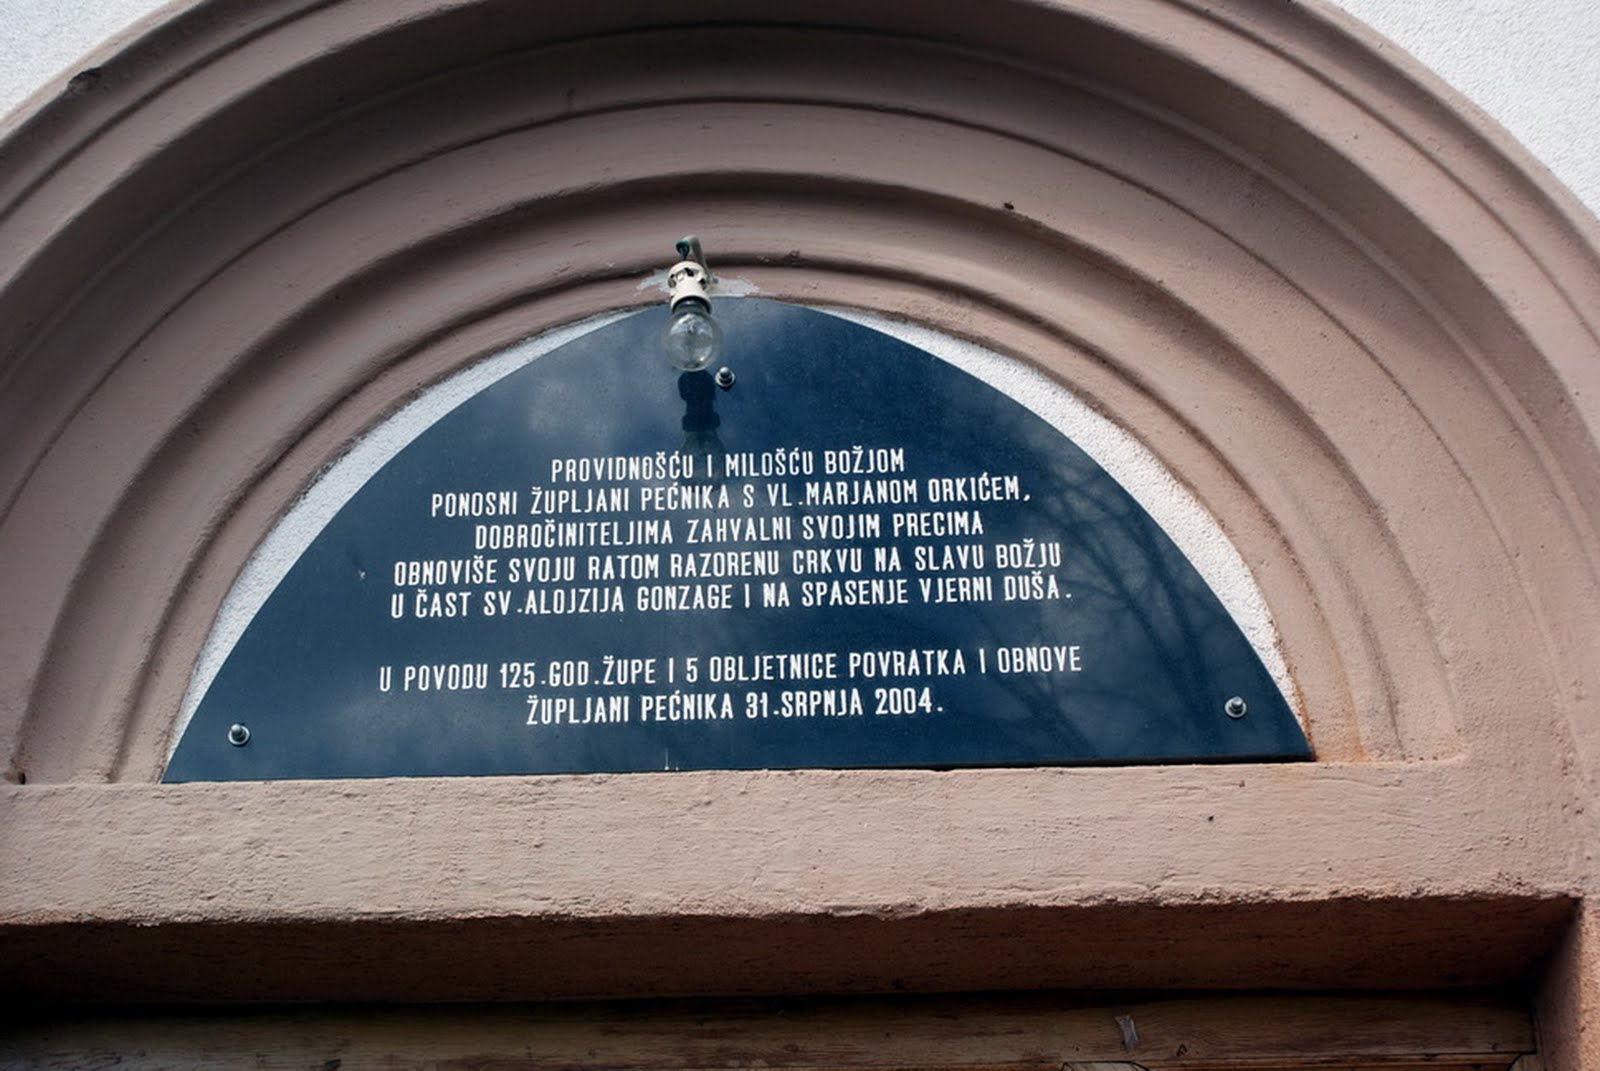 PROVIDNOŠĆU I MILOŠĆU BOŽJOM
PONOSNI ŽUPLJANI PEĆNIKA S VL.MARJANOM ORKIĆEM,
DOBROČINITELJIMA ZAHVALNI SVOJIM PRECIMA
OBNOVIŠE SVOJU RATOM RAZORENU CRKVU NA SLAVU BOŽJU
U ČAST SV.ALOJZIJA GONZAGE I NA SPASENJE VJERNI DUŠA.
U POVODU 125.GOD.ŽUPE I 5 OBLJETNICE POVRATKA I OBNOVE
ŽUPLJANI PEĆNIKA 31.SRPNJA 2004.